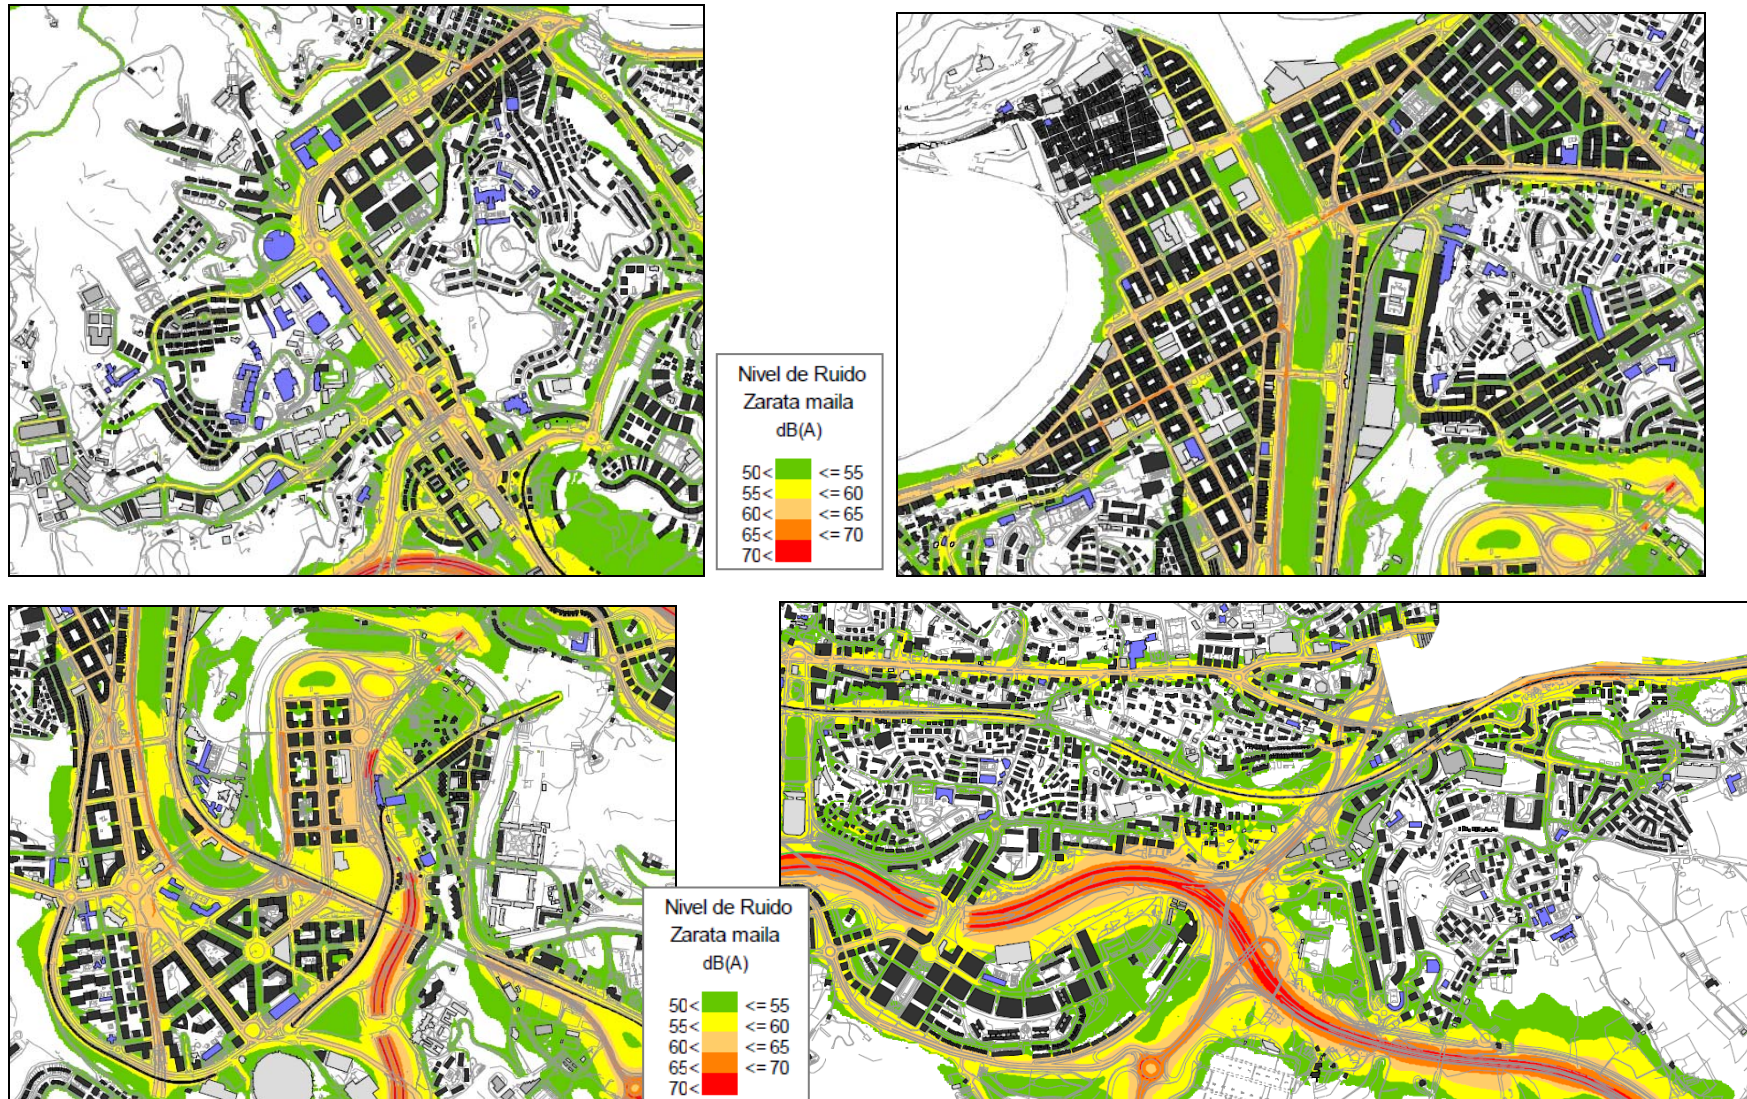 Nivel de Ruido
Zarata maila
dB(A)
50< <= 55
55< <= 60
60< <= 65
65< <= 70
70<
Nivel de Ruido
Zarata maila
dB(A)
50< <= 55
55< <= 60
60< <= 65
65< <= 70
70<